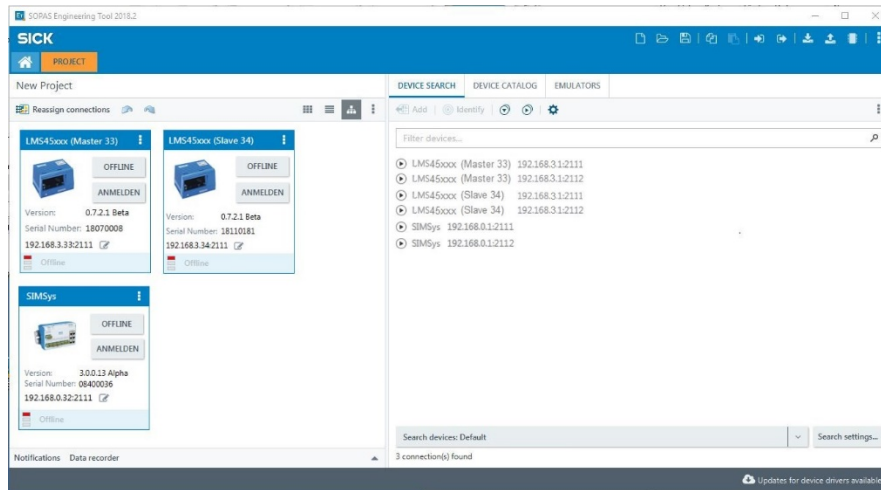 SOPAS Engineering Tool 2018.2
SICK
PROJECT
New Project
Reassign connections
LMS45xxx (Master 33)
OFFLINE
ANMELDEN
Version: 0.7.2.1 Beta
Serial Number: 18070008
192.168.3.33:2111
Offline
LMS45xxx (Slave 34)
OFFLINE
ANMELDEN
Version: 0.7.2.1 Beta
Serial Number: 18110181
192.168.3.34:2111
Offline
SIMSys
OFFLINE
ANMELDEN
Version: 3.0.0.13 Alpha
Serial Number: 08400036
192.168.0.32:2111
Offline
Notifications Data recorder
DEVICE SEARCH DEVICE CATALOG EMULATORS
Add Identify
Filter devices...
LMS45xxx (Master 33) 192.168.3.1:2111
LMS45xxx (Master 33) 192.168.3.1:2112
LMS45xxx (Slave 34) 192.168.3.1:2111
LMS45xxx (Slave 34) 192.168.3.1:2112
SIMSys 192.168.0.1:2111
SIMSys 192.168.0.1:2112
Search devices: Default
Search settings...
3 connection(s) found
Updates for device drivers available